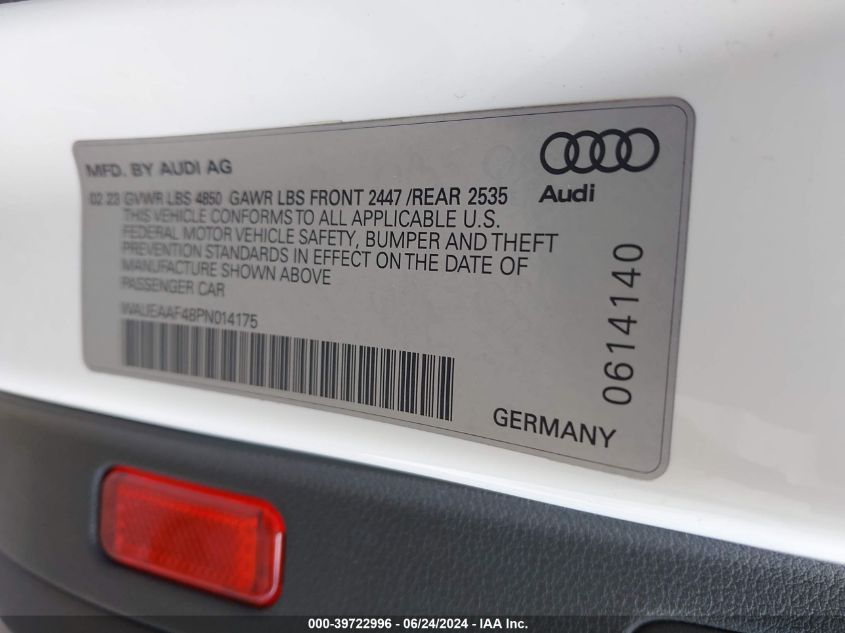 MFD. BY AUDI AG
02 23 GVWR LBS 4850 GAWR LBS FRONT 2447 /REAR 2535
THIS VEHICLE CONFORMS TO ALL APPLICABLE U.S.
FEDERAL MOTOR VEHICLE SAFETY, BUMPER AND THEFT
PREVENTION STANDARDS IN EFFECT ON THE DATE OF
MANUFACTURE SHOWN ABOVE
PASSENGER CAR
WAUEAAF48PN014175
Audi
0614140
GERMANY
000-39722996 - 06/24/2024 - IAA Inc.